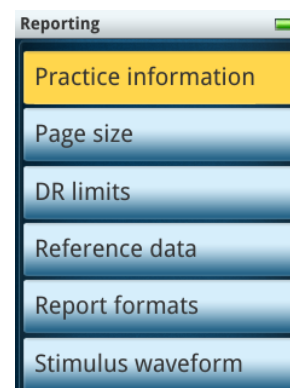 Reporting
Practice information
Page size
DR limits
Reference data
Report formats
Stimulus waveform